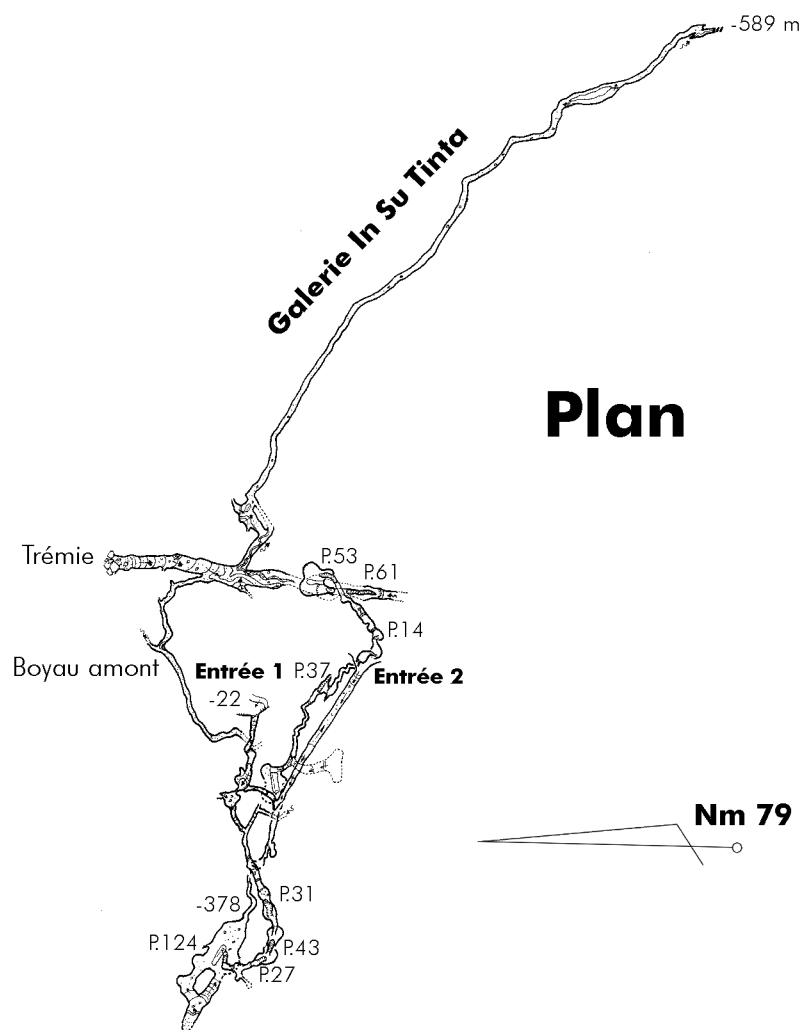 -589 m
Galerie In Su Tinta
Plan
Trémie
P.53
P.61
P.14
Boyau amont
Entrée 1
P.37
Entrée 2
-22
Nm 79
P.31
-378
P.124
P.43
P.27